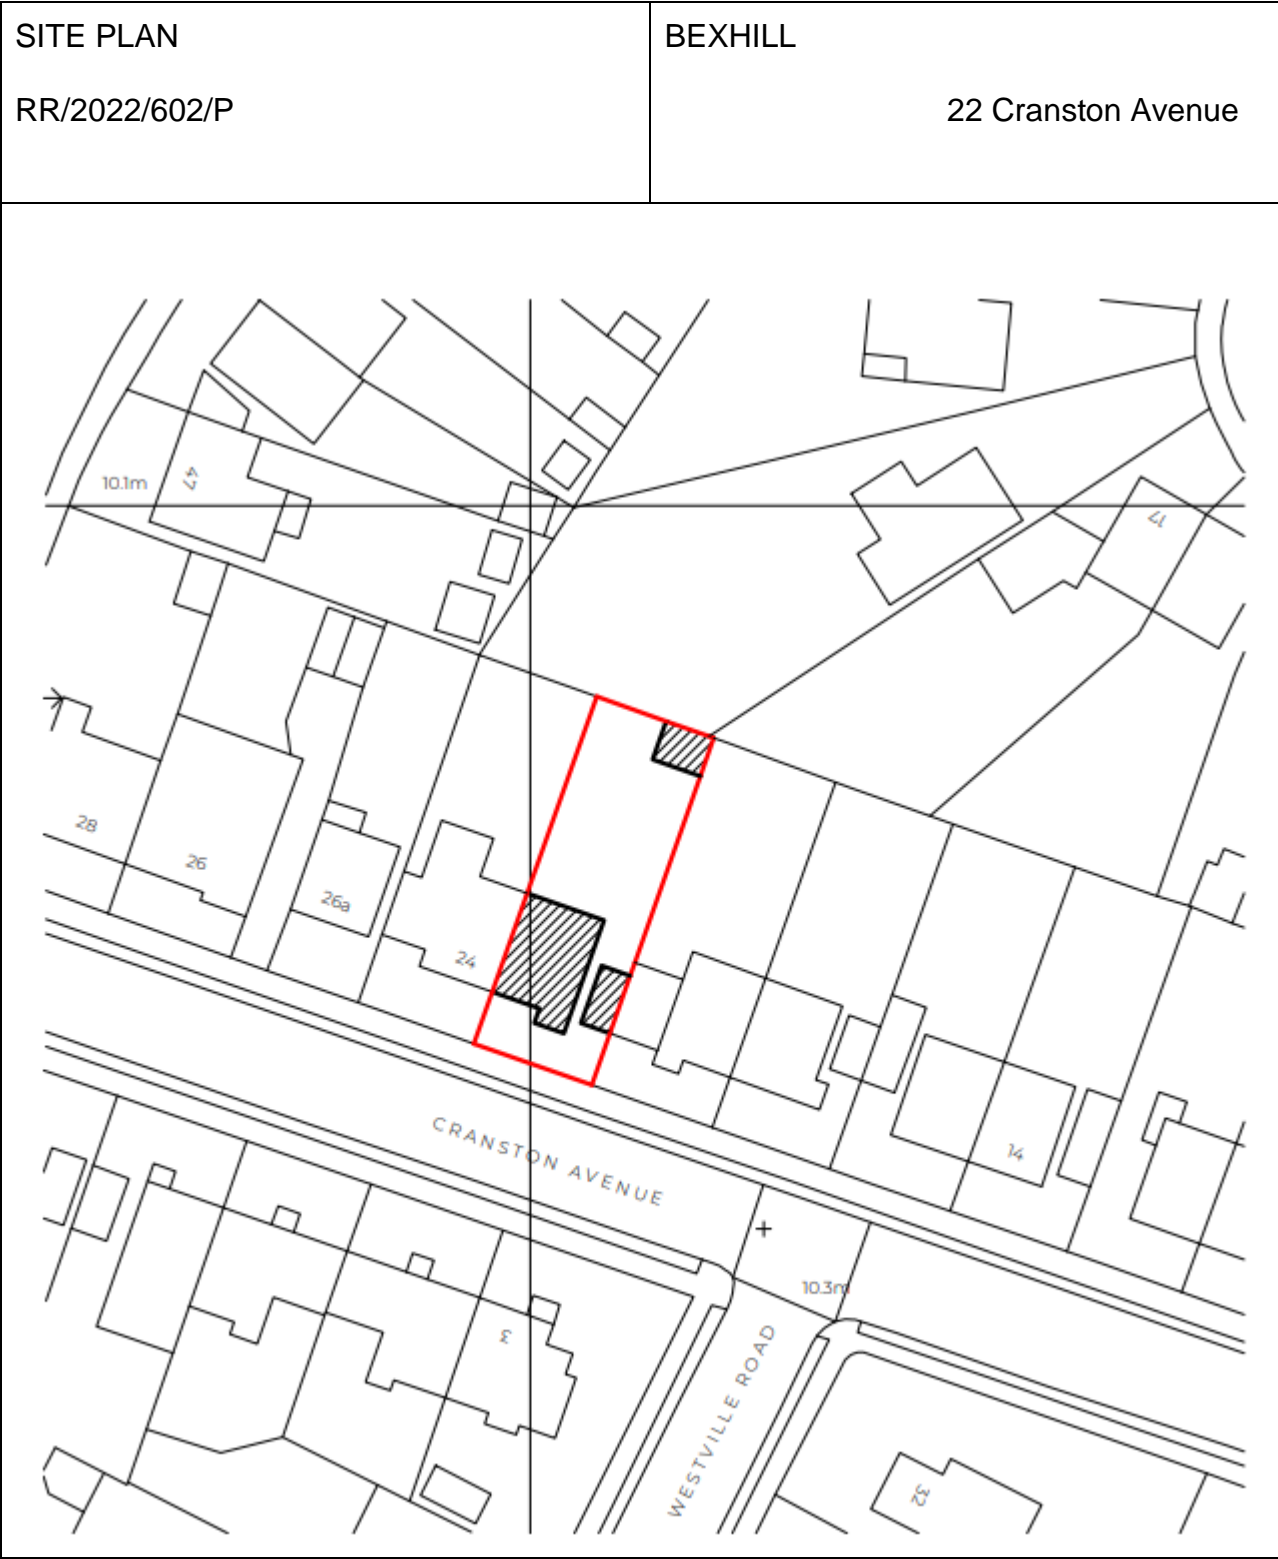 SITE PLAN
BEXHILL
RR/2022/602/P
22 Cranston Avenue
10.1m
47
17
28
26
26a
24
14
CRANSTON AVENUE
10.3m
3
WESTVILLE ROAD
32